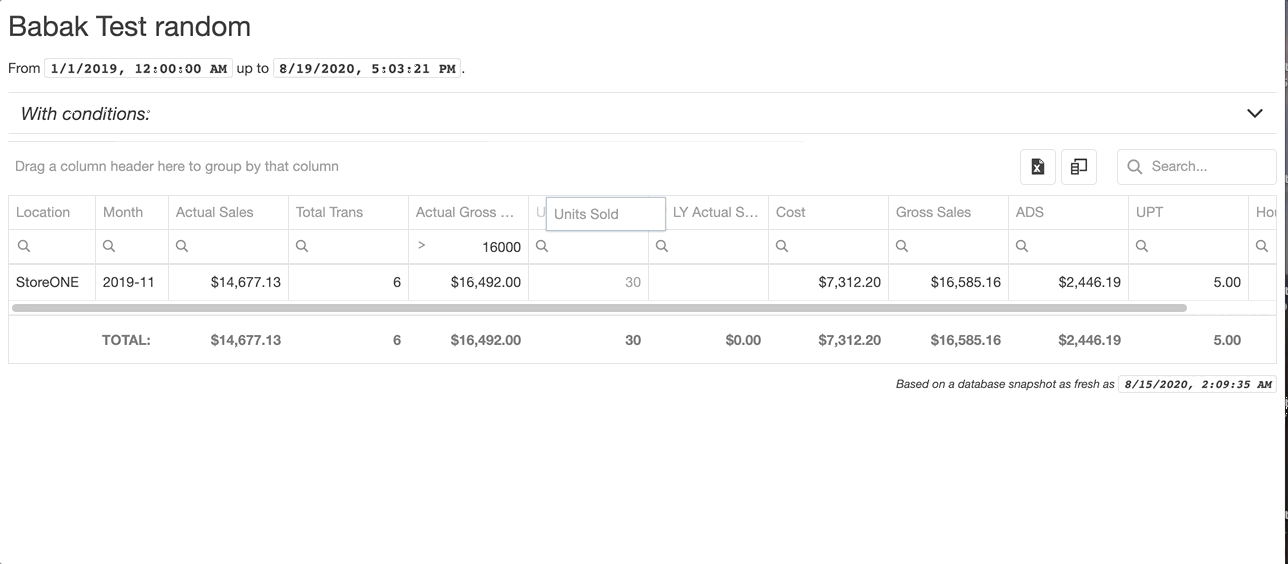 Babak Test random
From 1/1/2019, 12:00:00 AM up to 8/19/2020, 5:03:21 PM.
With conditions:
Drag a column header here to group by that column Search...
Location Month Actual Sales Total Trans Actual Gross ... U Units Sold LY Actual S... Cost Gross Sales ADS UPT Hou
> 16000
StoreONE 2019-11 $14,677.13 6 $16,492.00 30 $7,312.20 $16,585.16 $2,446.19 5.00
TOTAL: $14,677.13 6 $16,492.00 30 $0.00 $7,312.20 $16,585.16 $2,446.19 5.00
Based on a database snapshot as fresh as 8/15/2020, 2:09:35 AM